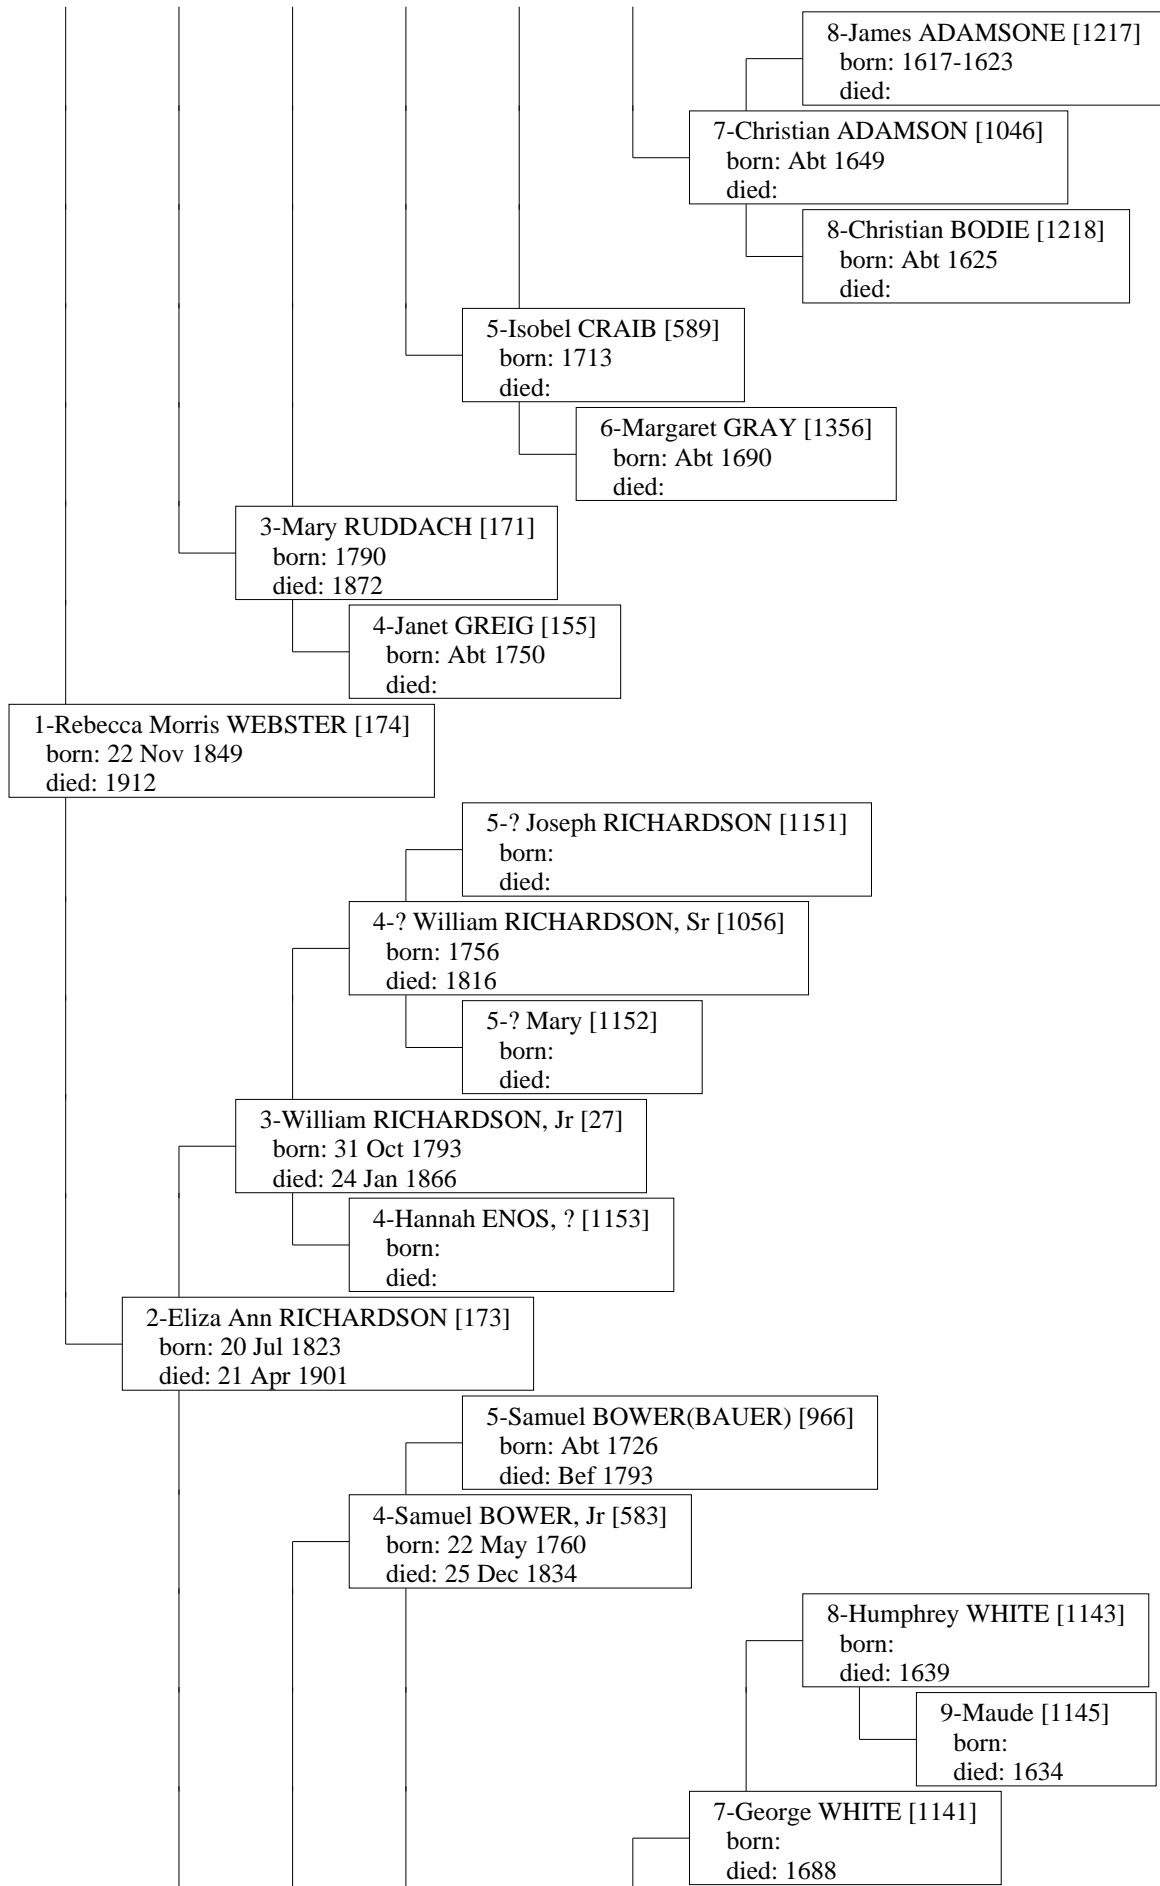 8-James ADAMSONE [1217]
born: 1617-1623
died:
7-Christian ADAMSON [1046]
born: Abt 1649
died:
8-Christian BODIE [1218]
born: Abt 1625
died:
5-Isobel CRAIB [589]
born: 1713
died:
6-Margaret GRAY [1356]
born: Abt 1690
died:
3-Mary RUDDACH [171]
born: 1790
died: 1872
4-Janet GREIG [155]
born: Abt 1750
died:
1-Rebecca Morris WEBSTER [174]
born: 22 Nov 1849
died: 1912
5-? Joseph RICHARDSON [1151]
born:
died:
4-? William RICHARDSON, Sr [1056]
born: 1756
died: 1816
5-? Mary [1152]
born:
died:
3-William RICHARDSON, Jr [27]
born: 31 Oct 1793
died: 24 Jan 1866
4-Hannah ENOS, ? [1153]
born:
died:
2-Eliza Ann RICHARDSON [173]
born: 20 Jul 1823
died: 21 Apr 1901
5-Samuel BOWER(BAUER) [966]
born: Abt 1726
died: Bef 1793
4-Samuel BOWER, Jr [583]
born: 22 May 1760
died: 25 Dec 1834
8-Humphrey WHITE [1143]
born:
died: 1639
9-Maude [1145]
born:
died: 1634
7-George WHITE [1141]
born:
died: 1688